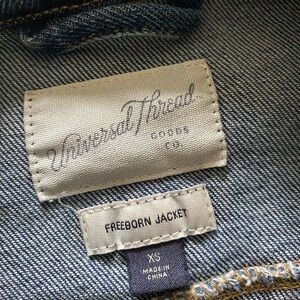 Universal Thread
GOODS
CO.
FREEBORN JACKET
XS
MADE IN
CHINA